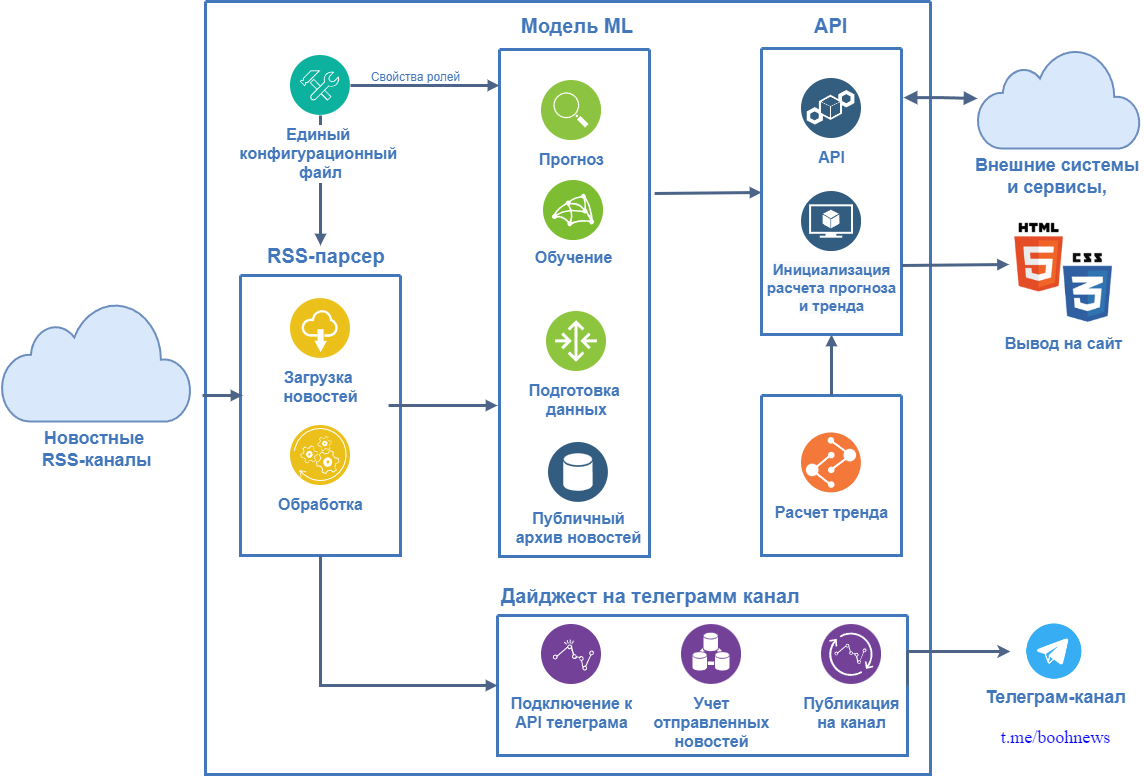 Модель ML
API
Свойства ролей
Единый
конфигурационный
файл
Прогноз
Обучение
Подготовка
данных
Публичный
архив новостей
API
Инициализация
расчета прогноза
и тренда
Внешние системы
и сервисы,
HTML
5
CSS
3
Вывод на сайт
RSS-парсер
Загрузка
новостей
Обработка
Новостные
RSS-каналы
Расчет тренда
Дайджест на телеграмм канал
Подключение к
API телеграма
Учет
отправленных
новостей
Публикация
на канал
Телеграм-канал
t.me/boohnews